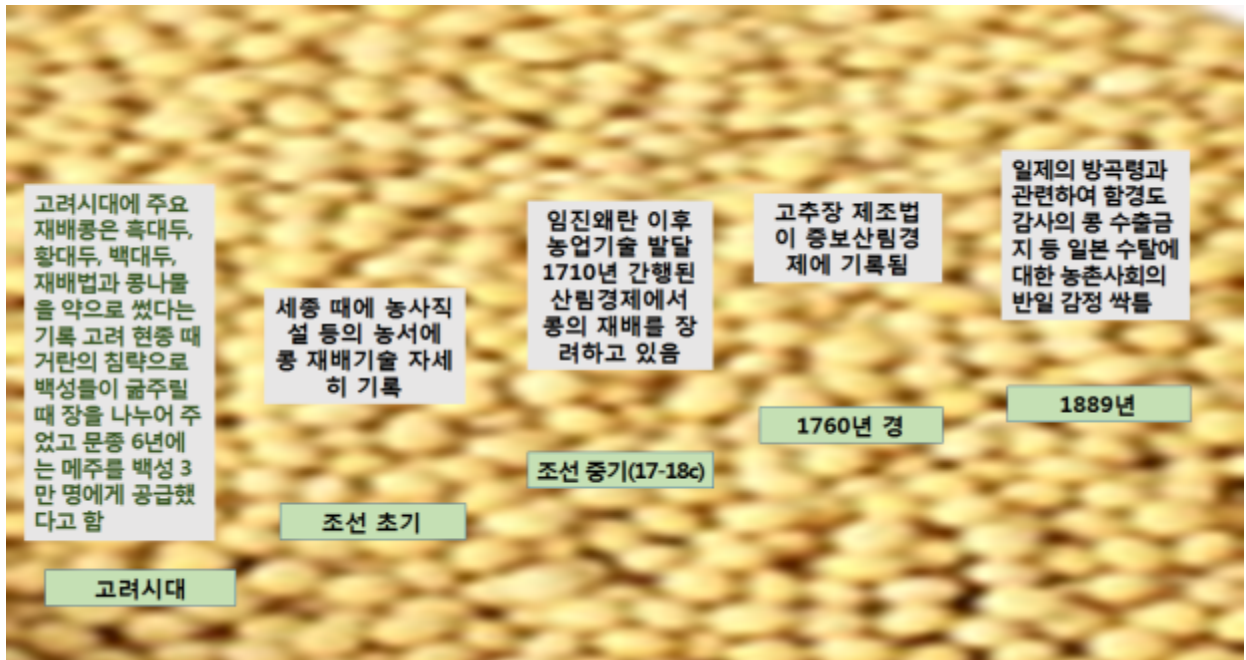 고려시대에 주요
재배콩은 흑대두,
황대두, 백대두,
재배법과 콩나물
을 약으로 썼다는
기록 고려 현종 때
거란의 침략으로
백성들이 굶주릴
때 장을 나누어 주
었고 문종 6년에
는 메주를 백성 3
만 명에게 공급했
다고 함
고려시대
세종 때에 농사직
설 등의 농서에
콩 재배기술 자세
히 기록
조선 초기
임진왜란 이후
농업기술 발달
1710년 간행된
산림경제에서
콩의 재배를 장
려하고 있음
조선 중기(17-18c)
고추장 제조법
이 증보산림경
제에 기록됨
1760년 경
일제의 방곡령과
관련하여 함경도
감사의 콩 수출금
지 등 일본 수탈에
대한 농촌사회의
반일 감정 싹틈
1889년